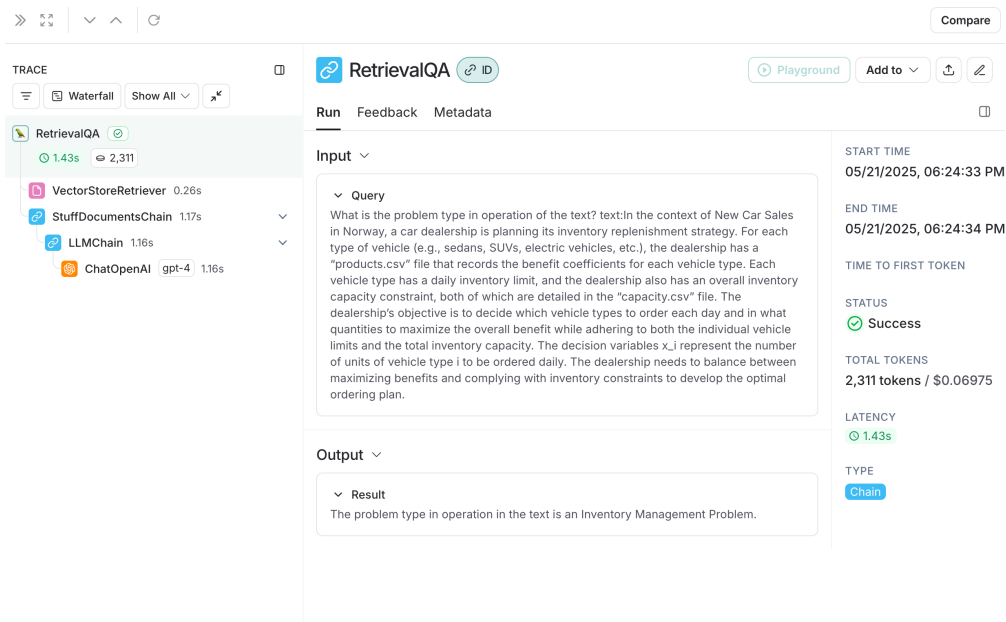 Compare
TRACE
Waterfall
Show All
RetrievalQA
1.43s
2,311
VectorStoreRetriever 0.26s
StuffDocumentsChain 1.17s
LLMChain 1.16s
ChatOpenAI gpt-4 1.16s
RetrievalQA ID
Playground
Add to
Run Feedback Metadata
Input
Query
What is the problem type in operation of the text? text:In the context of New Car Sales
in Norway, a car dealership is planning its inventory replenishment strategy. For each
type of vehicle (e.g., sedans, SUVs, electric vehicles, etc.), the dealership has a
“products.csv” file that records the benefit coefficients for each vehicle type. Each
vehicle type has a daily inventory limit, and the dealership also has an overall inventory
capacity constraint, both of which are detailed in the “capacity.csv” file. The
dealership’s objective is to decide which vehicle types to order each day and in what
quantities to maximize the overall benefit while adhering to both the individual vehicle
limits and the total inventory capacity. The decision variables x_i represent the number
of units of vehicle type i to be ordered daily. The dealership needs to balance between
maximizing benefits and complying with inventory constraints to develop the optimal
ordering plan.
Output
Result
The problem type in operation in the text is an Inventory Management Problem.
START TIME
05/21/2025, 06:24:33 PM
END TIME
05/21/2025, 06:24:34 PM
TIME TO FIRST TOKEN
STATUS
Success
TOTAL TOKENS
2,311 tokens / $0.06975
LATENCY
1.43s
TYPE
Chain